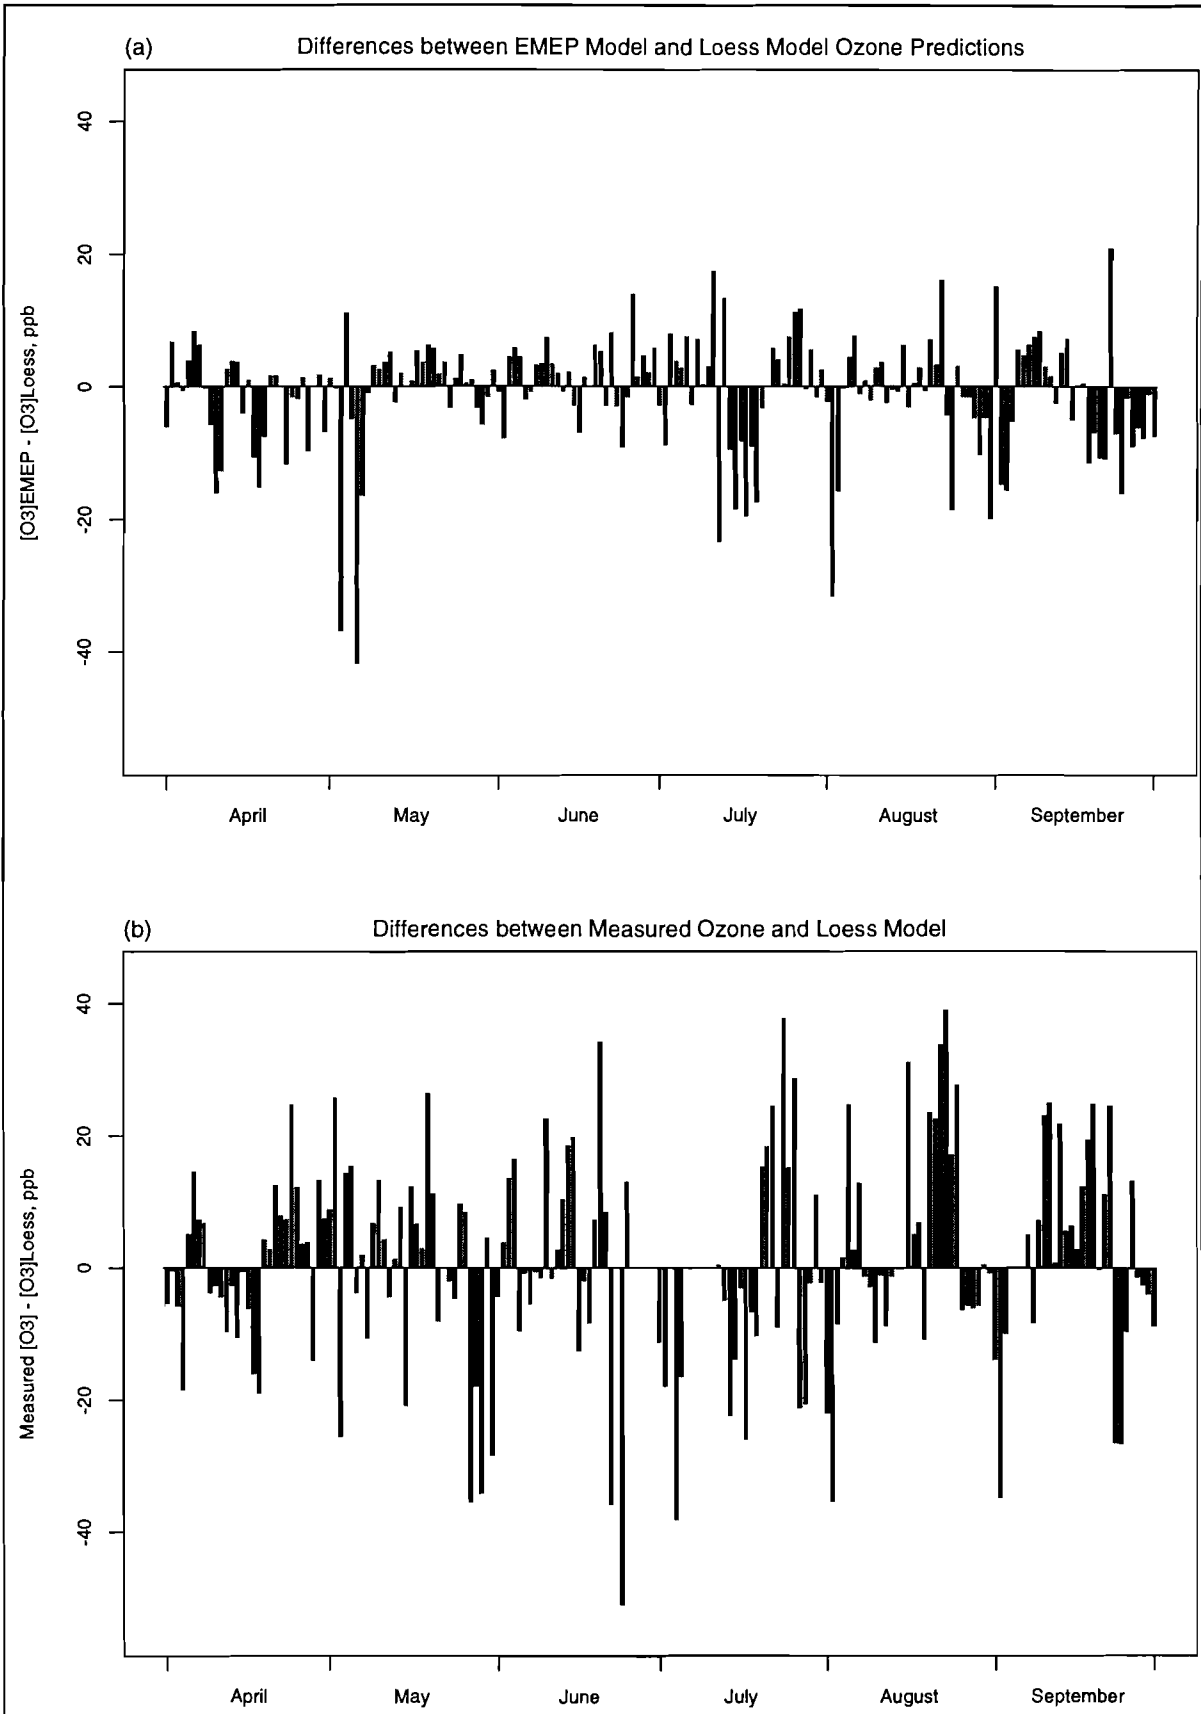 (a) Differences between EMEP Model and Loess Model Ozone Predictions
[O3]EMEP - [O3]Loess, ppb
40
20
0
-20
-40
April May June July August September
(b) Differences between Measured Ozone and Loess Model
Measured [O3] - [O3]Loess, ppb
40
20
0
-20
-40
April May June July August September